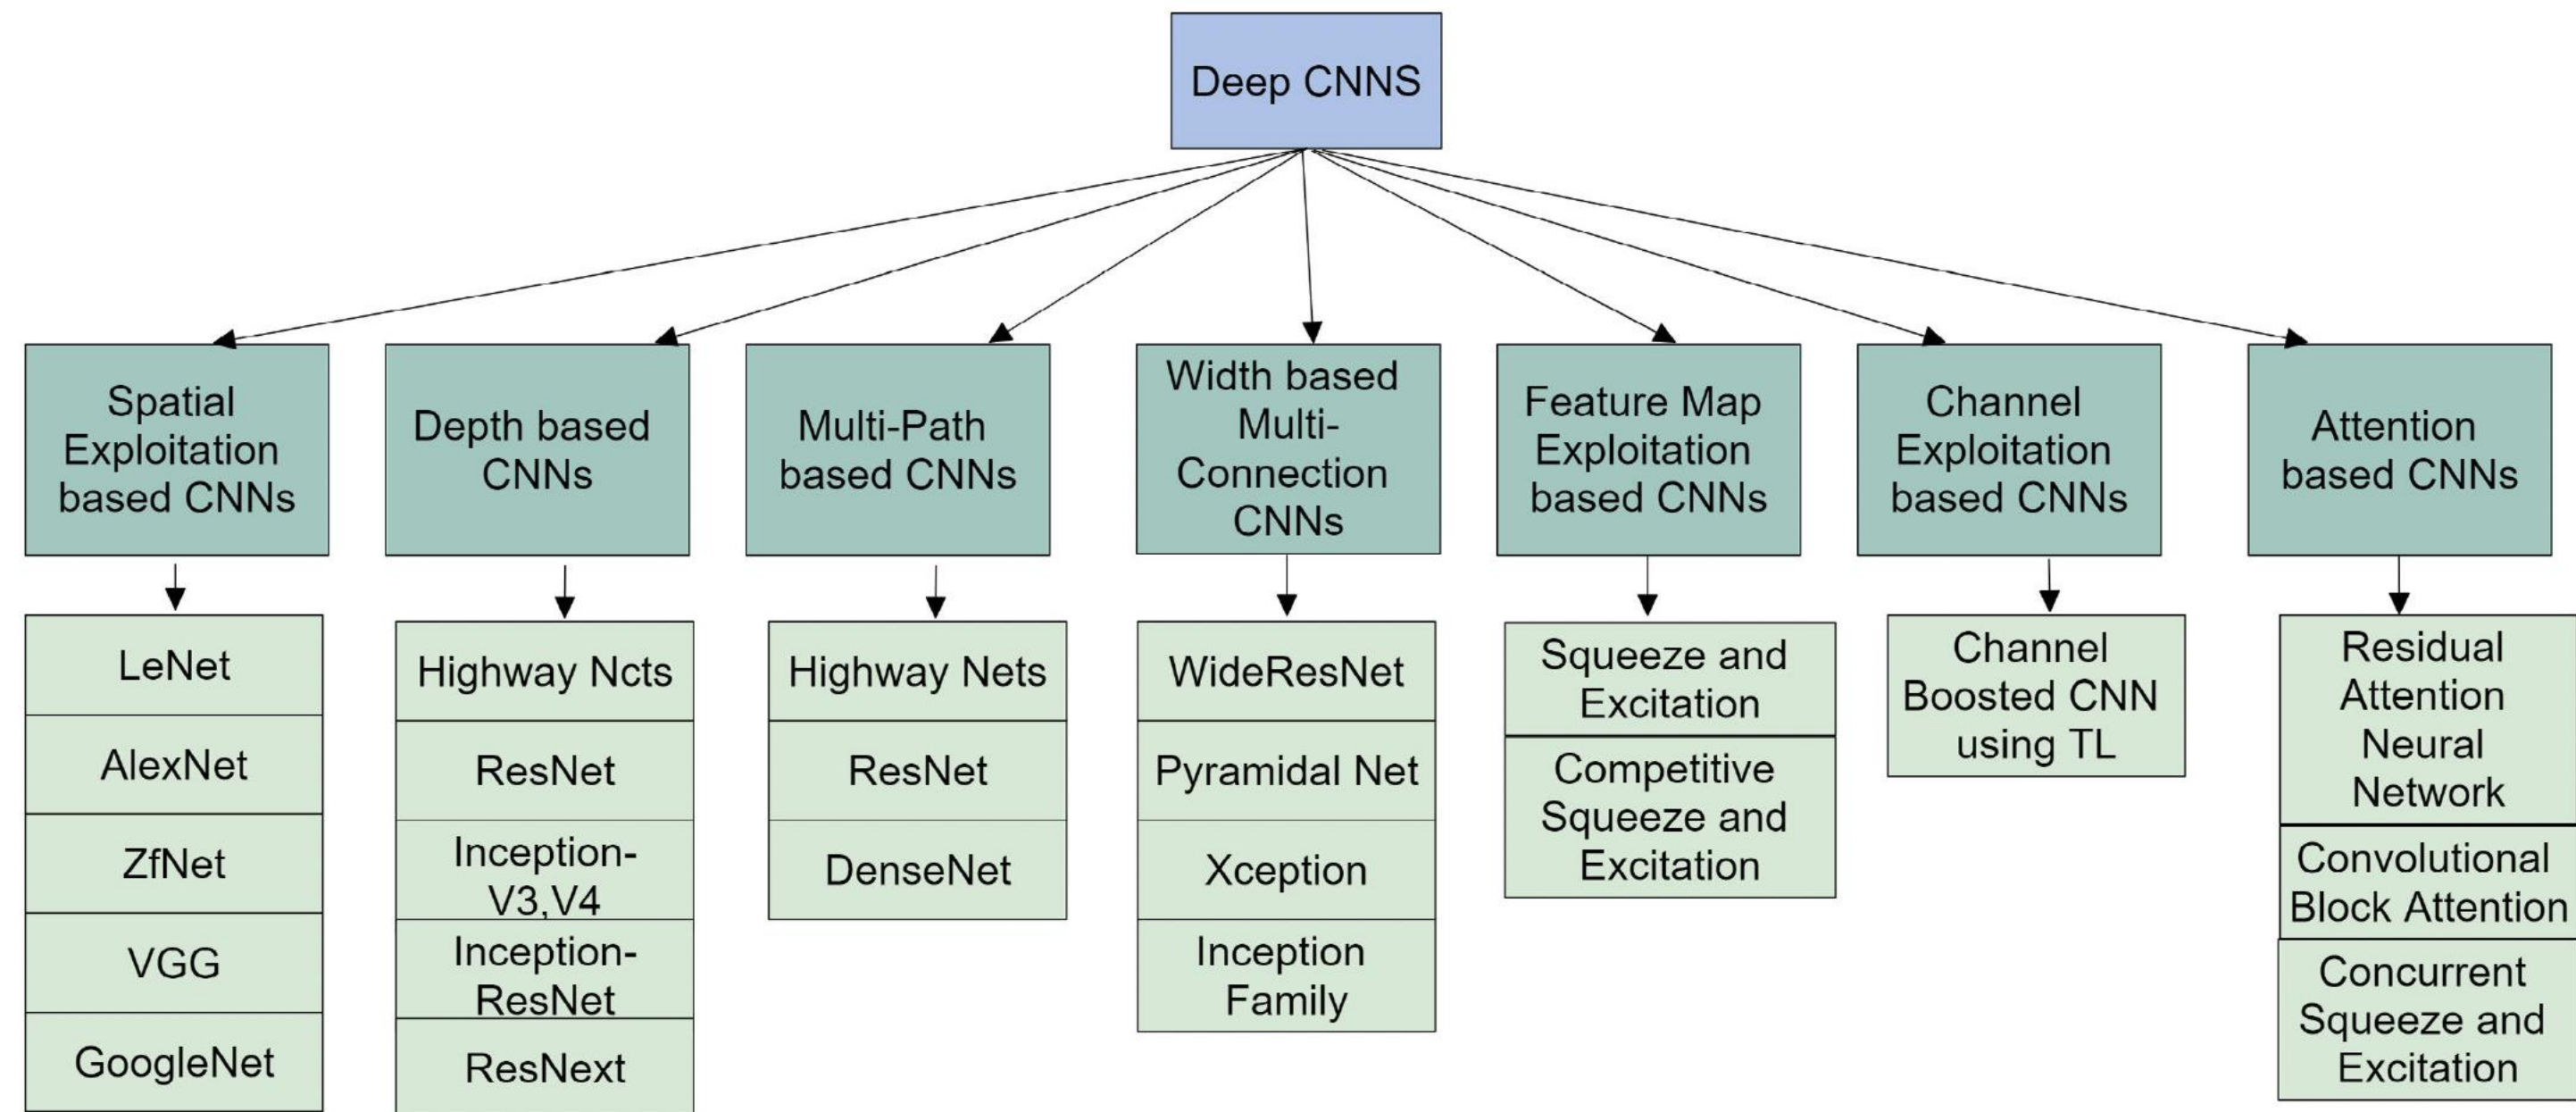 Deep CNNS
Spatial
Exploitation
based CNNs
Depth based
CNNs
Multi-Path
based CNNs
Width based
Multi-
Connection
CNNs
Feature Map
Exploitation
based CNNs
Channel
Exploitation
based CNNs
Attention
based CNNs
LeNet
AlexNet
ZfNet
VGG
GoogleNet
Highway Ncts
ResNet
Inception-
V3,V4
Inception-
ResNet
ResNext
Highway Nets
ResNet
DenseNet
WideResNet
Pyramidal Net
Xception
Inception
Family
Squeeze and
Excitation
Competitive
Squeeze and
Excitation
Channel
Boosted CNN
using TL
Residual
Attention
Neural
Network
Convolutional
Block Attention
Concurrent
Squeeze and
Excitation